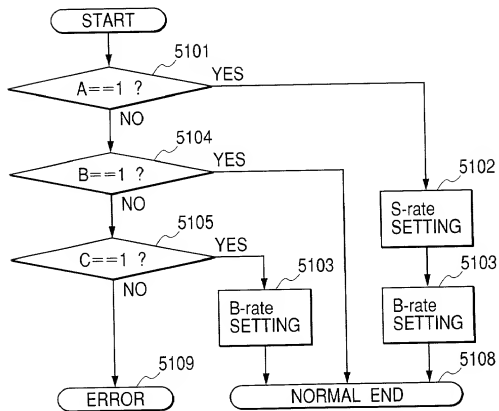 START
5101
A==1 ?
YES
NO
5104
B==1 ?
YES
NO
5102
S-rate
SETTING
5105
C==1 ?
YES
NO
5103
B-rate
SETTING
5103
B-rate
SETTING
5109
ERROR
5108
NORMAL END